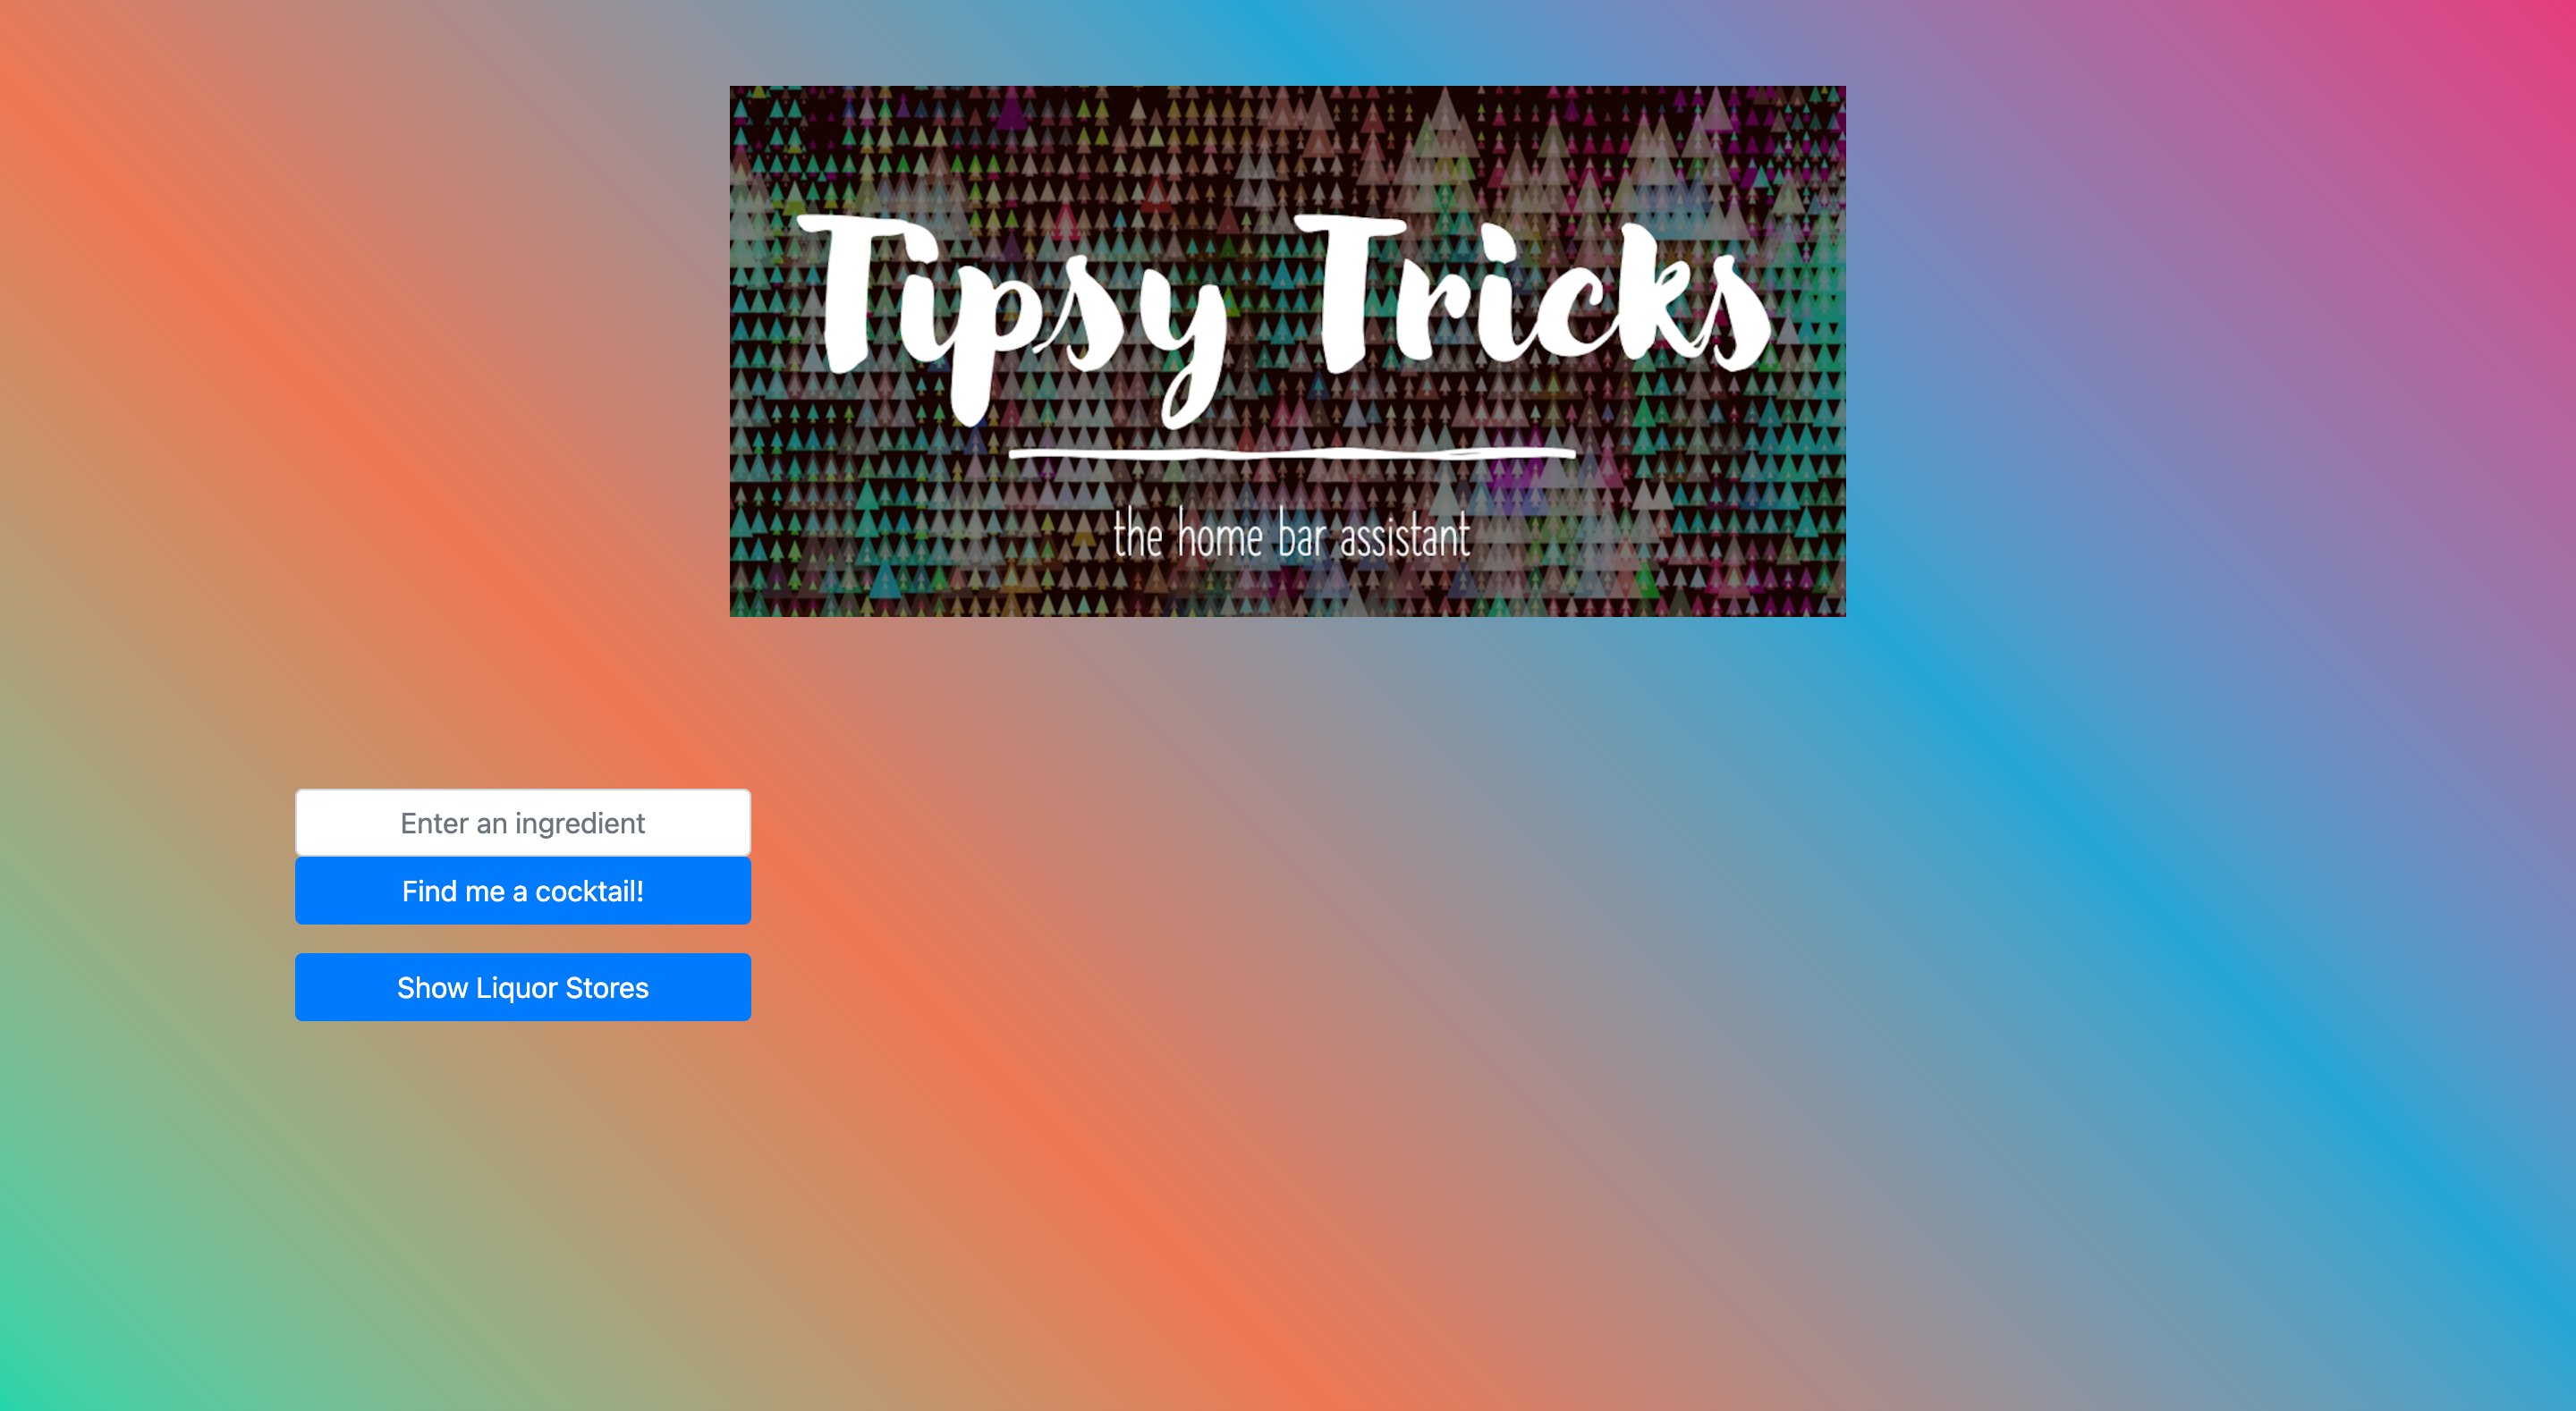 Tipsy Tricks
the home bar assistant
Enter an ingredient
Find me a cocktail!
Show Liquor Stores